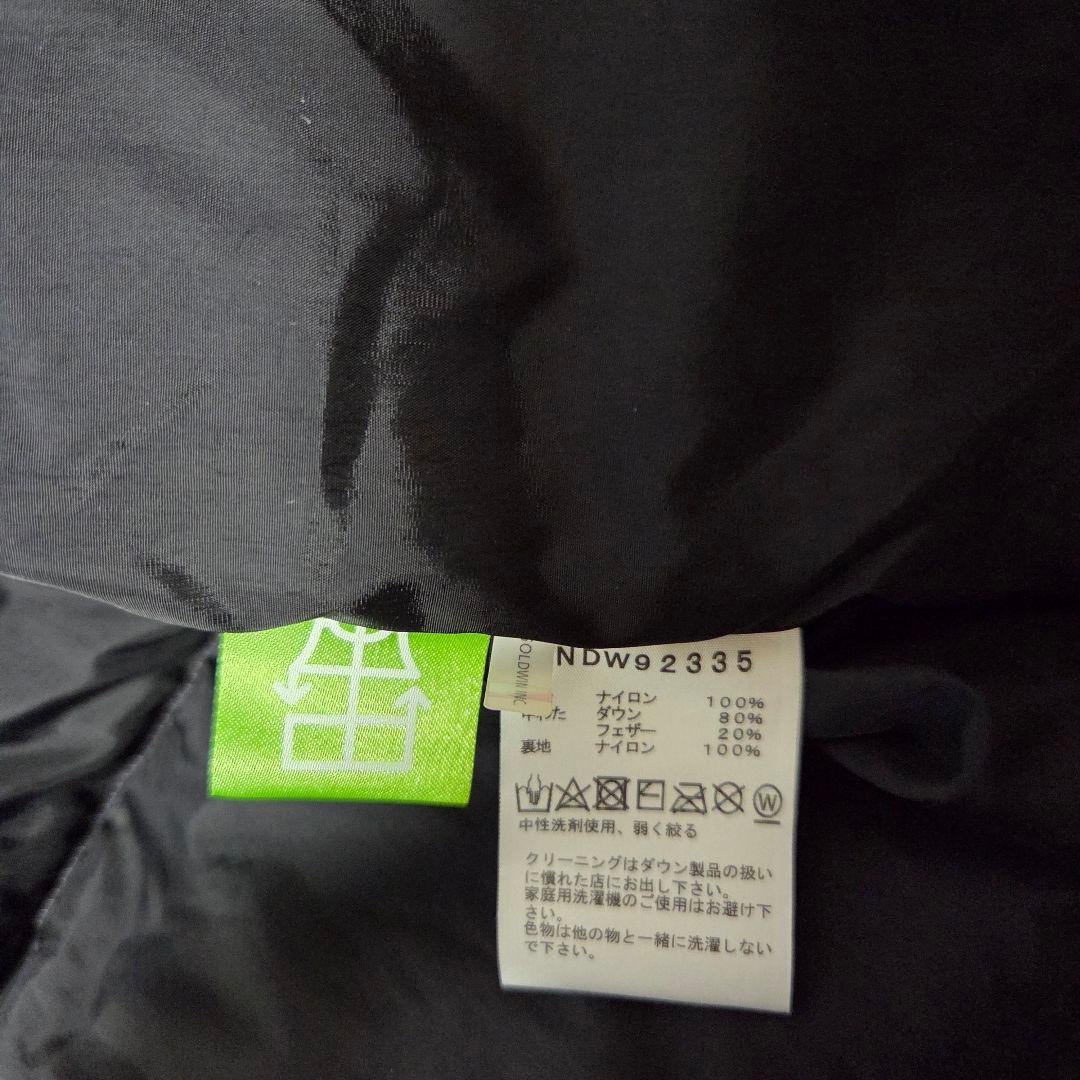 NDW92335
GOLDWIN INC
ナイロン 100%
中わた ダウン 80%
フェザー 20%
裏地 ナイロン 100%
W
中性洗剤使用、弱く絞る
クリーニングはダウン製品の扱い
に慣れた店にお出し下さい。
家庭用洗濯機のご使用はお避け下
さい。
色物は他の物と一緒に洗濯しない
で下さい。